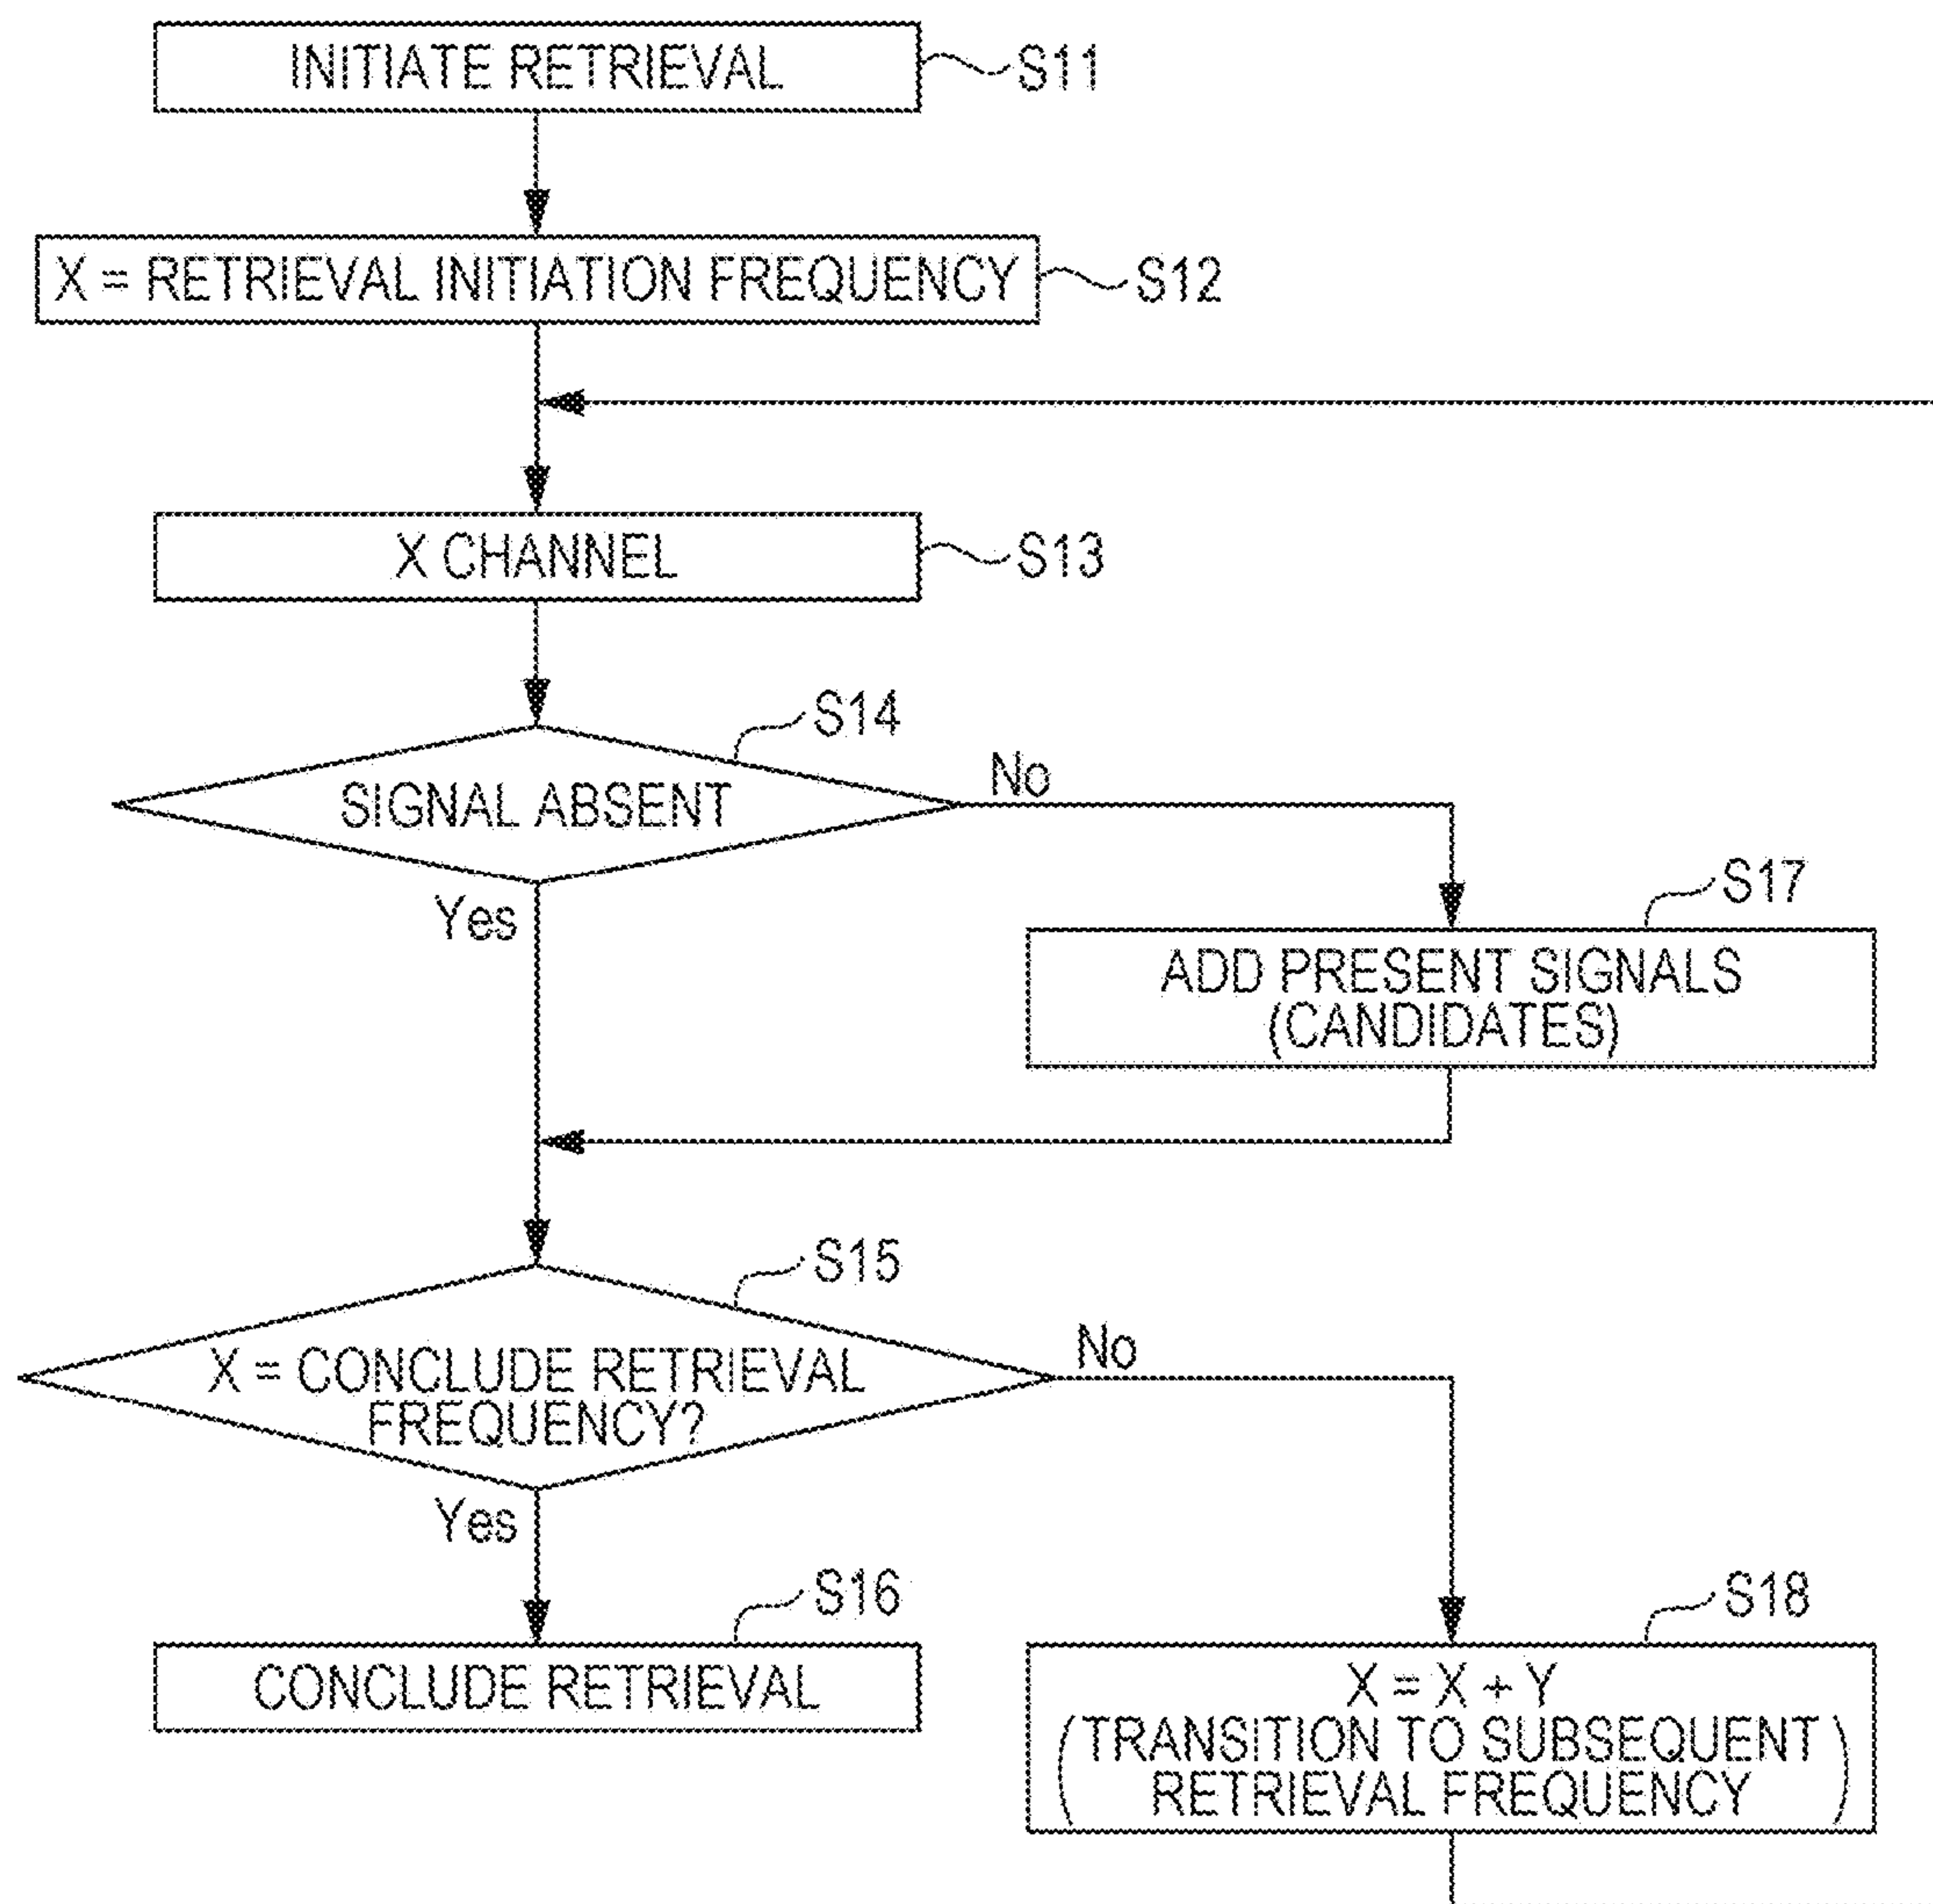 INITIATE RETRIEVAL
S11
X = RETRIEVAL INITIATION FREQUENCY
S12
X CHANNEL
S13
S14
SIGNAL ABSENT
No
Yes
S17
ADD PRESENT SIGNALS
(CANDIDATES)
S15
X = CONCLUDE RETRIEVAL
FREQUENCY?
No
Yes
S16
CONCLUDE RETRIEVAL
S18
X = X + Y
(TRANSITION TO SUBSEQUENT
RETRIEVAL FREQUENCY)